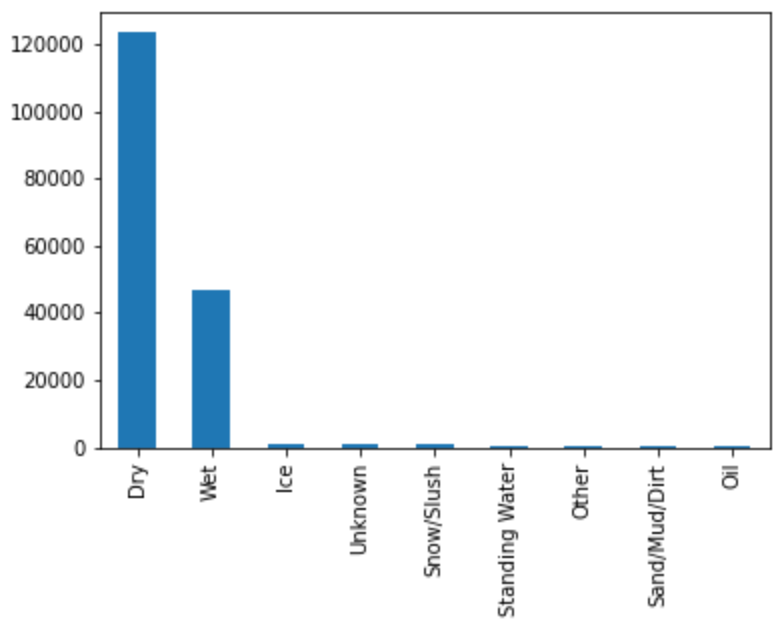 120000
100000
80000
60000
40000
20000
0
Dry
Wet
Ice
Unknown
Snow/Slush
Standing Water
Other
Sand/Mud/Dirt
Oil